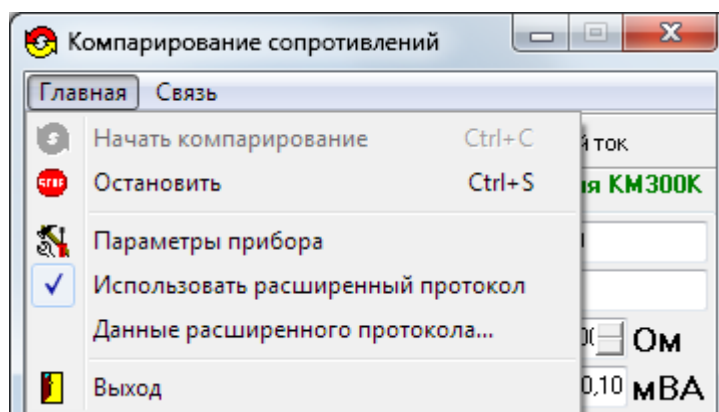 Компарирование сопротивлений
Главная Связь
Начать компарирование Ctrl+C
й ток
Остановить Ctrl+S
ия КМ300К
Параметры прибора
Использовать расширенный протокол
Данные расширенного протокола...
Ом
Выход
0,10 мВА